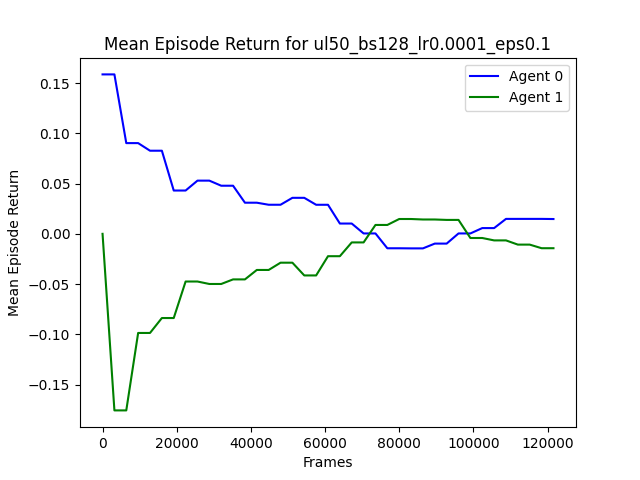 Mean Episode Return for ul50_bs128_lr0.0001_eps0.1
Agent 0
Agent 1
Mean Episode Return
0.15
0.10
0.05
0.00
−0.05
−0.10
−0.15
0 20000 40000 60000 80000 100000 120000
Frames